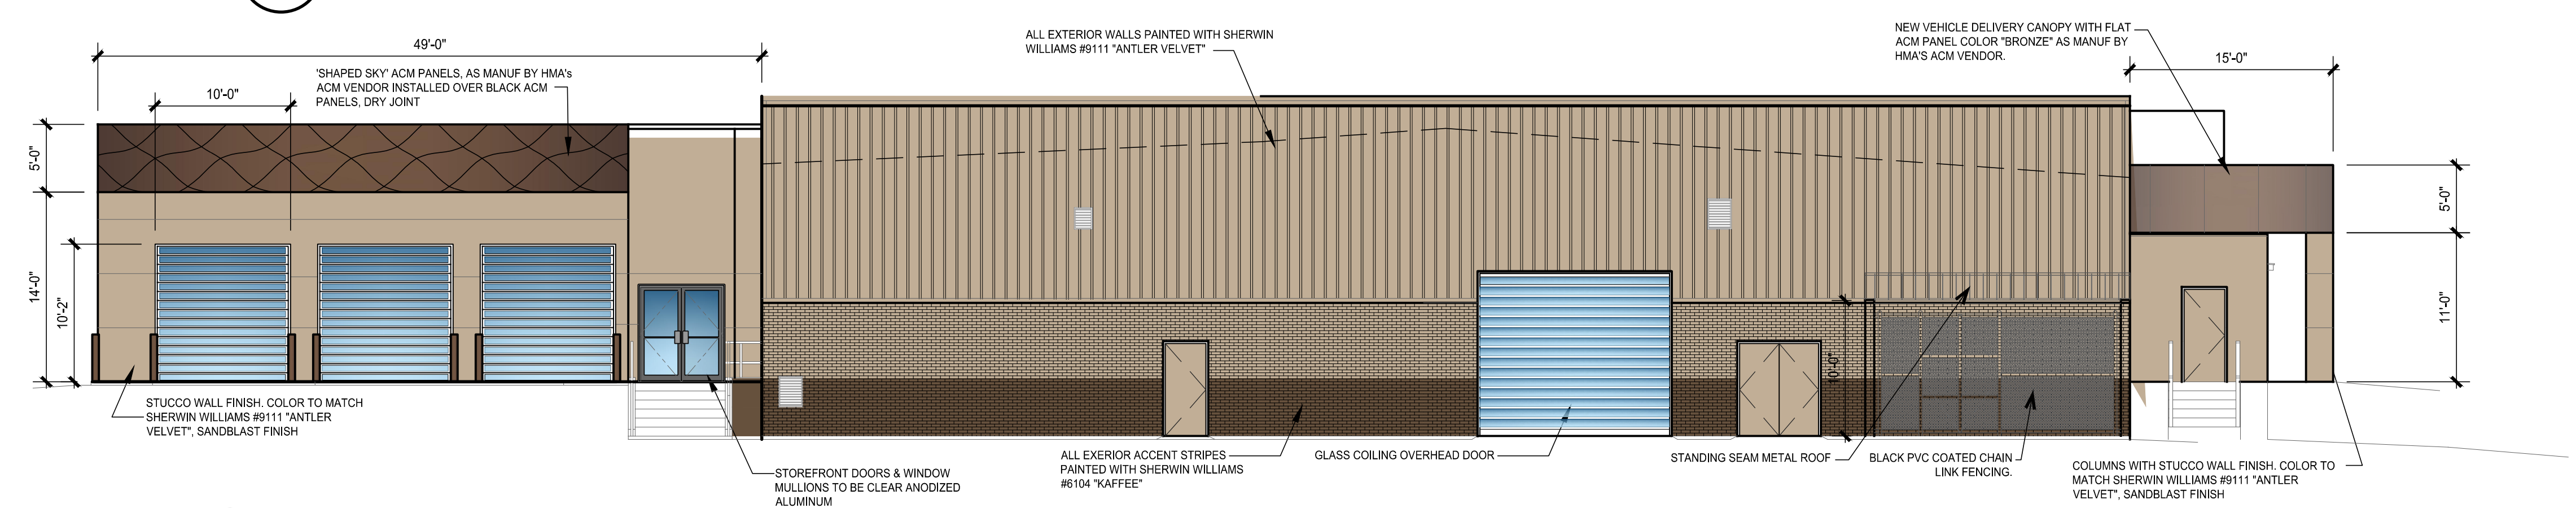 49'-0"
'SHAPED SKY' ACM PANELS, AS MANUF BY HMA's
ACM VENDOR INSTALLED OVER BLACK ACM
PANELS, DRY JOINT
10'-0"
5'-0"
14'-0"
10'-2"
STUCCO WALL FINISH. COLOR TO MATCH
SHERWIN WILLIAMS #9111 "ANTLER
VELVET", SANDBLAST FINISH
STOREFRONT DOORS & WINDOW
MULLIONS TO BE CLEAR ANODIZED
ALUMINUM
ALL EXTERIOR WALLS PAINTED WITH SHERWIN
WILLIAMS #9111 "ANTLER VELVET"
ALL EXERIOR ACCENT STRIPES
PAINTED WITH SHERWIN WILLIAMS
#6104 "KAFFEE"
GLASS COILING OVERHEAD DOOR
STANDING SEAM METAL ROOF
10'-0"
BLACK PVC COATED CHAIN
LINK FENCING.
NEW VEHICLE DELIVERY CANOPY WITH FLAT
ACM PANEL COLOR "BRONZE" AS MANUF BY
HMA'S ACM VENDOR.
15'-0"
5'-0"
11'-0"
COLUMNS WITH STUCCO WALL FINISH. COLOR TO
MATCH SHERWIN WILLIAMS #9111 "ANTLER
VELVET", SANDBLAST FINISH